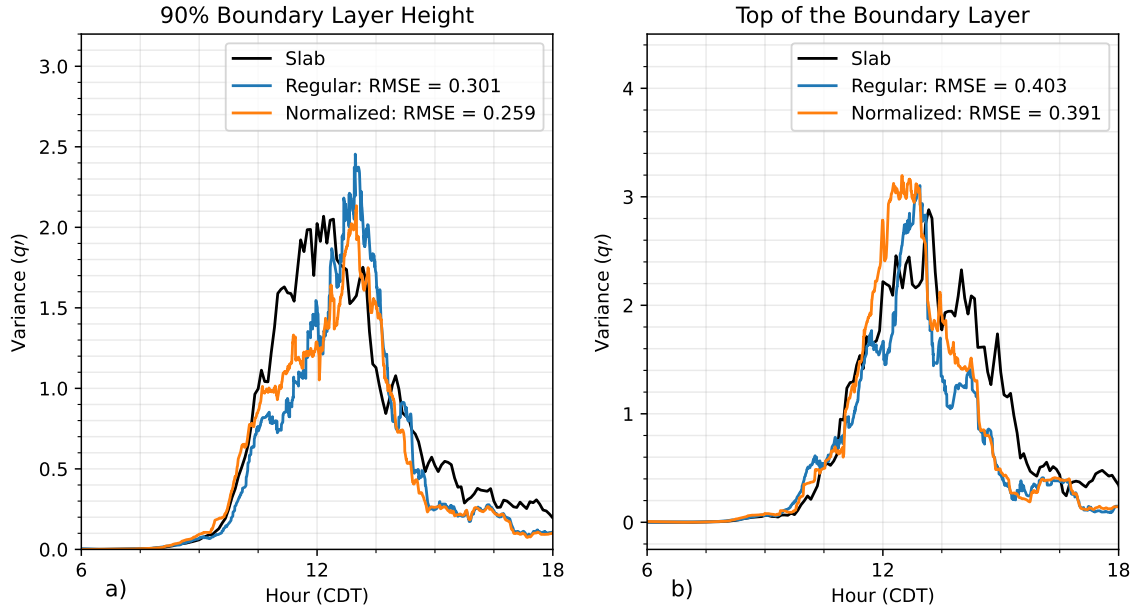 90% Boundary Layer Height
Slab
Regular: RMSE = 0.301
Normalized: RMSE = 0.259
Variance (q′)
3.0
2.5
2.0
1.5
1.0
0.5
0.0
6
12
18
a)
Hour (CDT)
Top of the Boundary Layer
Slab
Regular: RMSE = 0.403
Normalized: RMSE = 0.391
Variance (q′)
4
3
2
1
0
6
12
18
b)
Hour (CDT)